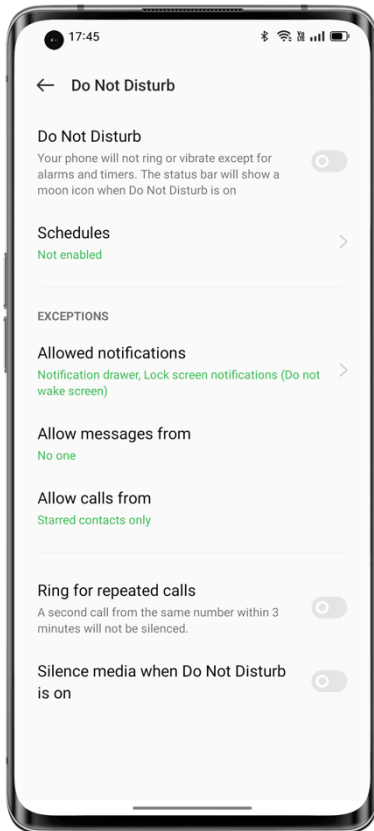 17:45
Do Not Disturb
Do Not Disturb
Your phone will not ring or vibrate except for
alarms and timers. The status bar will show a
moon icon when Do Not Disturb is on
Schedules
Not enabled
EXCEPTIONS
Allowed notifications
Notification drawer, Lock screen notifications (Do not
wake screen)
Allow messages from
No one
Allow calls from
Starred contacts only
Ring for repeated calls
A second call from the same number within 3
minutes will not be silenced.
Silence media when Do Not Disturb
is on